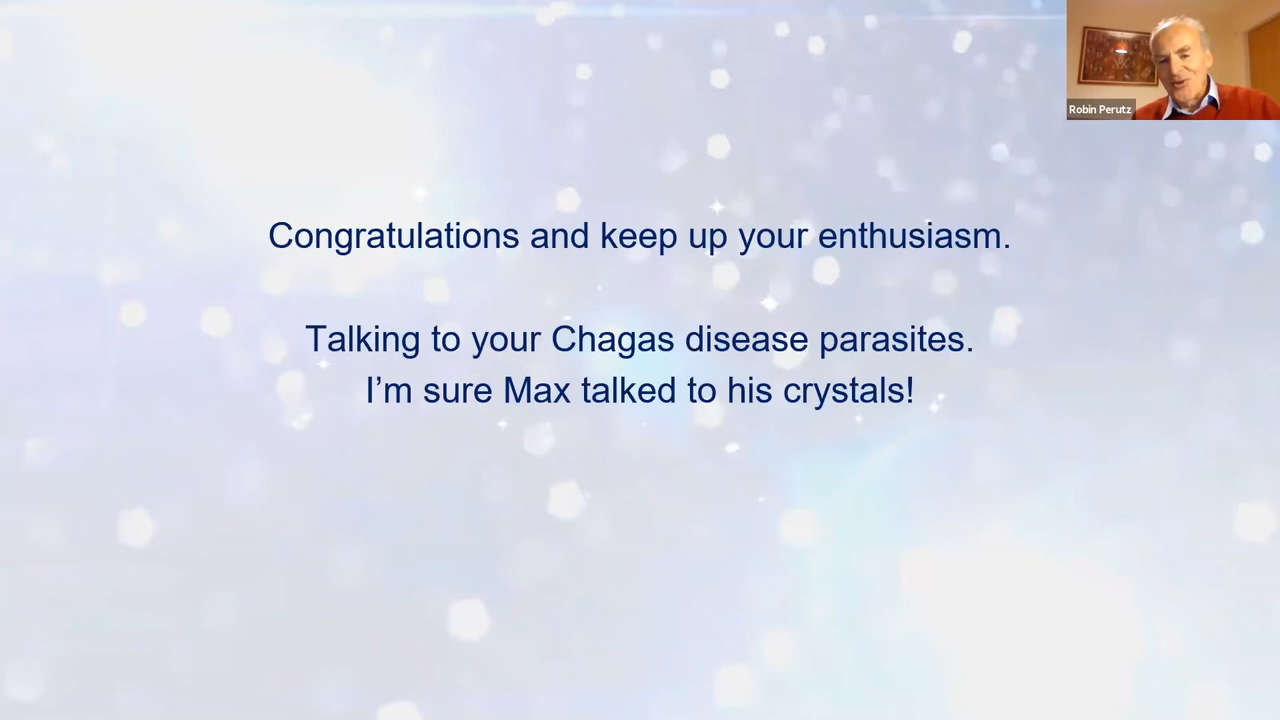 Robin Perutz
Congratulations and keep up your enthusiasm.
Talking to your Chagas disease parasites.
I’m sure Max talked to his crystals!